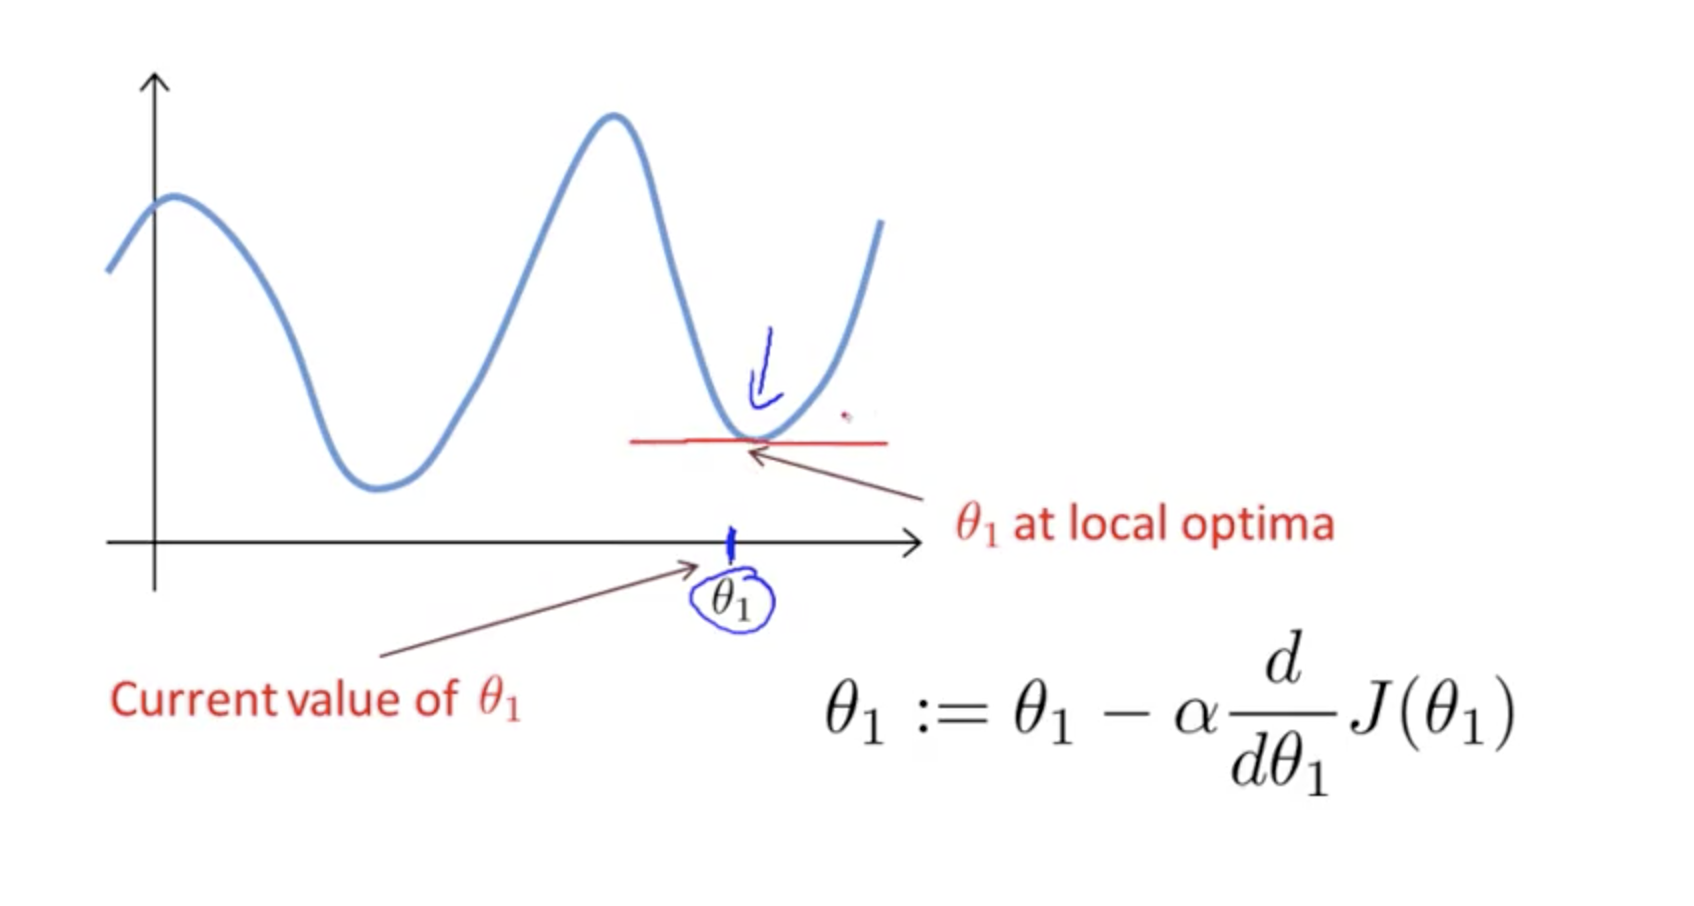 θ₁ at local optima
θ₁
Current value of θ₁
θ₁ := θ₁ − α d/dθ₁ J(θ₁)